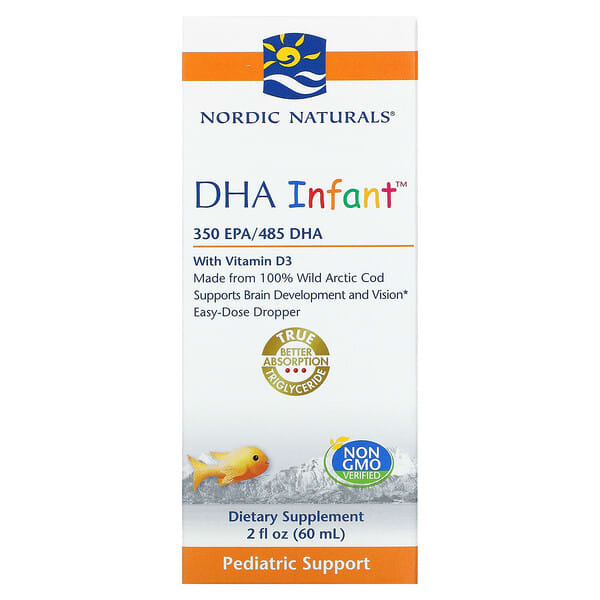 NORDIC NATURALS®
DHA Infant™
350 EPA/485 DHA
With Vitamin D3
Made from 100% Wild Arctic Cod
Supports Brain Development and Vision*
Easy-Dose Dropper
TRUE
BETTER
ABSORPTION
TRIGLYCERIDE
NON
GMO
VERIFIED
Dietary Supplement
2 fl oz (60 mL)
Pediatric Support